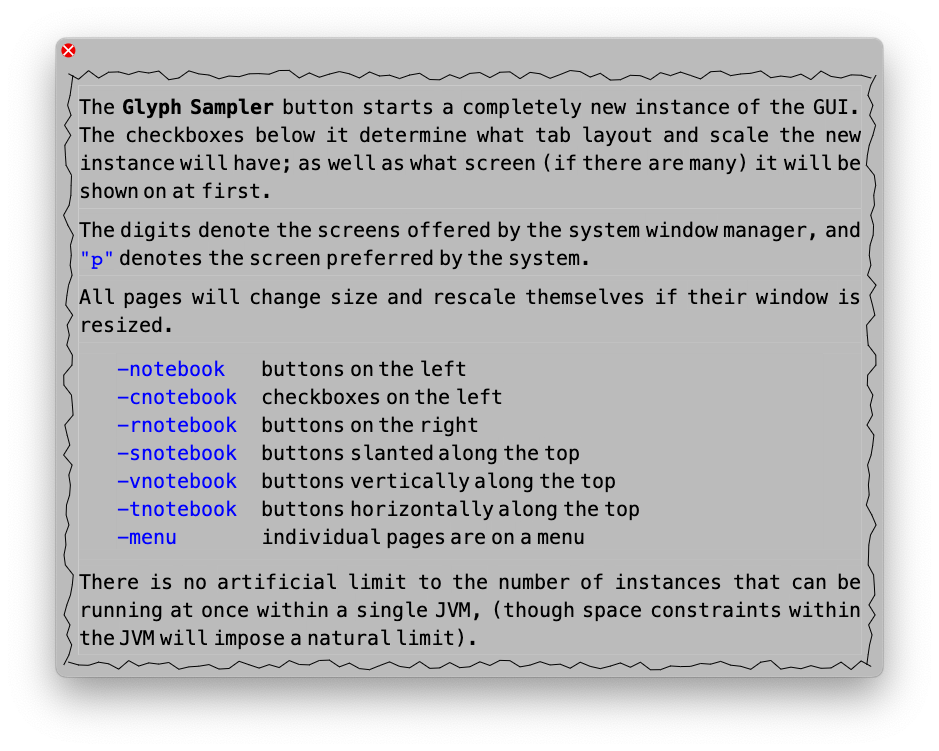 The Glyph Sampler button starts a completely new instance of the GUI.
The checkboxes below it determine what tab layout and scale the new
instance will have; as well as what screen (if there are many) it will be
shown on at first.
The digits denote the screens offered by the system window manager, and
"p" denotes the screen preferred by the system.
All pages will change size and rescale themselves if their window is
resized.
-notebook buttons on the left
-cnotebook checkboxes on the left
-rnotebook buttons on the right
-snotebook buttons slanted along the top
-vnotebook buttons vertically along the top
-tnotebook buttons horizontally along the top
-menu individual pages are on a menu
There is no artificial limit to the number of instances that can be
running at once within a single JVM, (though space constraints within
the JVM will impose a natural limit).